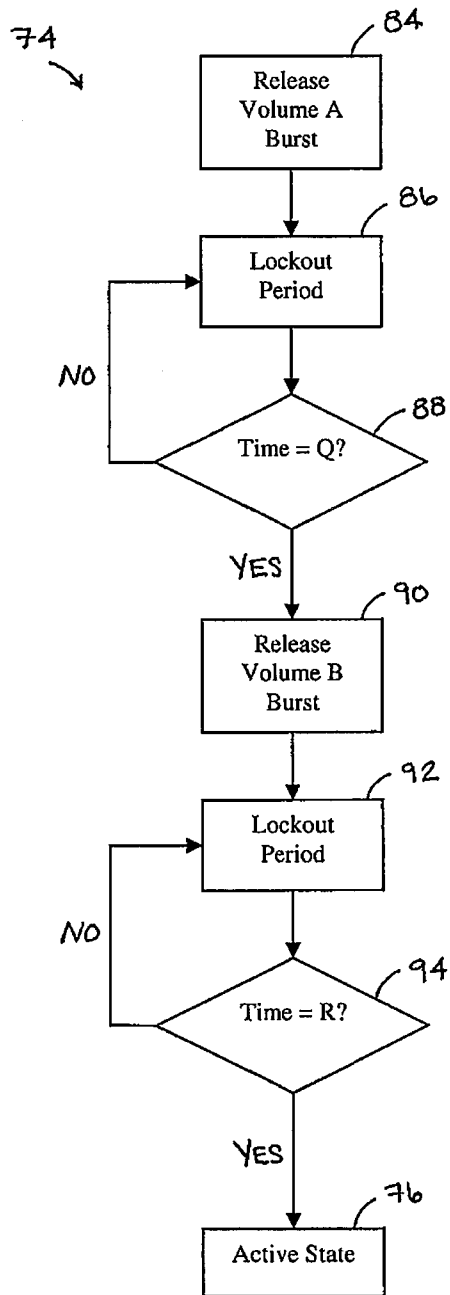 74
84
Release
Volume A
Burst
86
Lockout
Period
NO
88
Time = Q?
YES
90
Release
Volume B
Burst
92
Lockout
Period
NO
94
Time = R?
YES
76
Active State